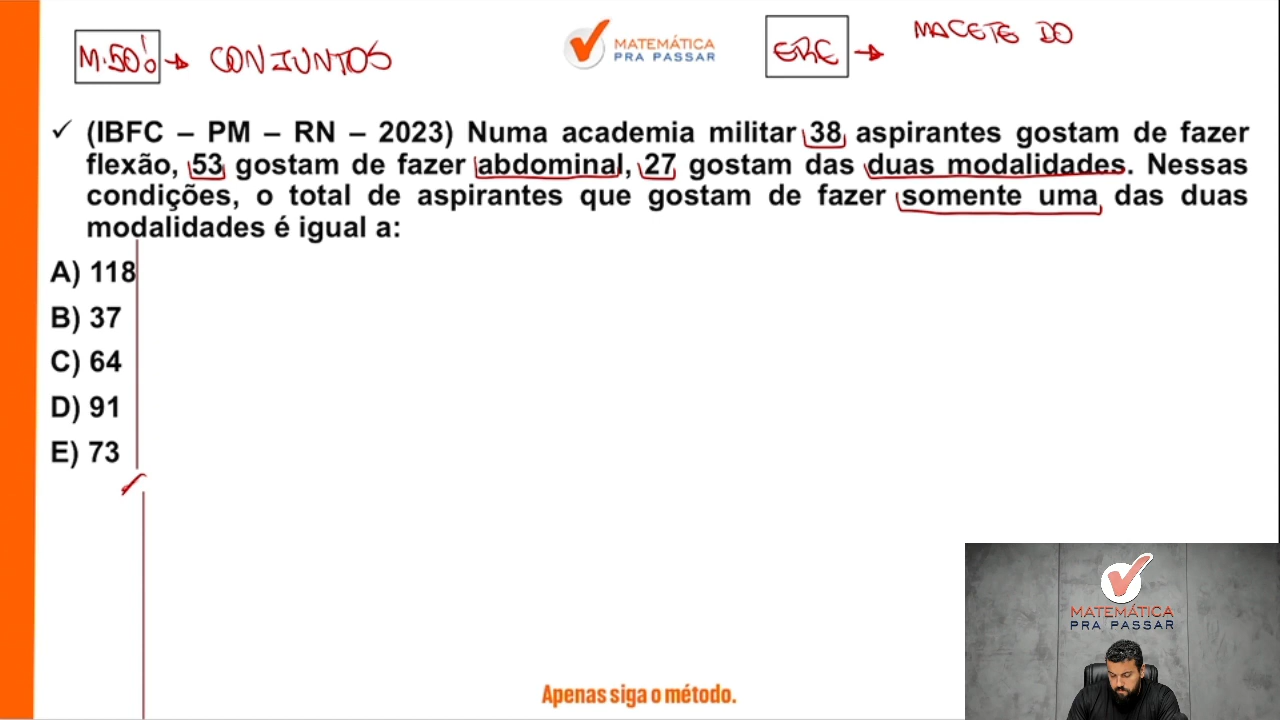 M.50! → CONJUNTOS
MATEMÁTICA
PRA PASSAR
→ MACETE DO
✓ (IBFC – PM – RN – 2023) Numa academia militar 38 aspirantes gostam de fazer
flexão, 53 gostam de fazer abdominal, 27 gostam das duas modalidades. Nessas
condições, o total de aspirantes que gostam de fazer somente uma das duas
modalidades é igual a:
A) 118
B) 37
C) 64
D) 91
E) 73
MATEMÁTICA
PRA PASSAR
Apenas siga o método.